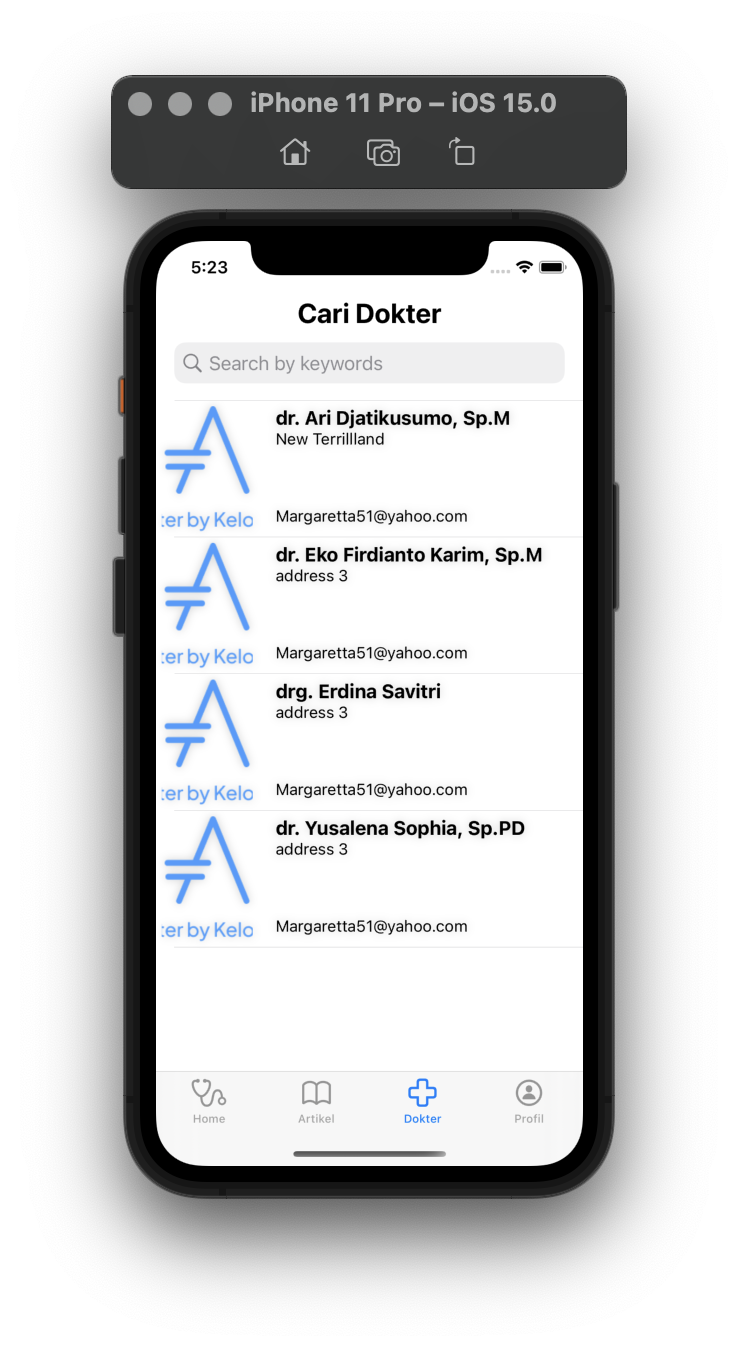 iPhone 11 Pro – iOS 15.0
5:23
Cari Dokter
Search by keywords
dr. Ari Djatikusumo, Sp.M
New Terrillland
ter by Kelo
Margaretta51@yahoo.com
dr. Eko Firdianto Karim, Sp.M
address 3
ter by Kelo
Margaretta51@yahoo.com
drg. Erdina Savitri
address 3
ter by Kelo
Margaretta51@yahoo.com
dr. Yusalena Sophia, Sp.PD
address 3
ter by Kelo
Margaretta51@yahoo.com
Home
Artikel
Dokter
Profil